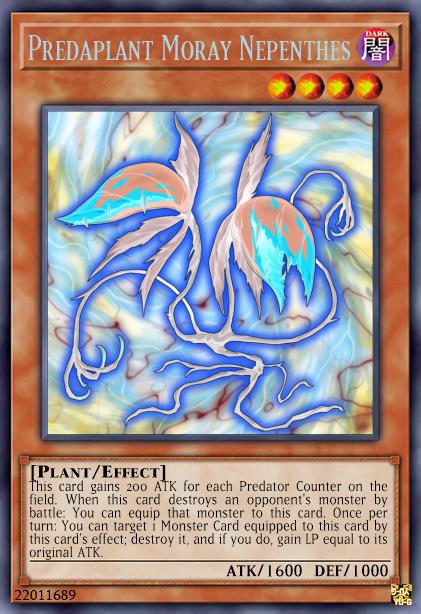 PREDAPLANT MORAY NEPENTHES
DARK
闇
[PLANT/EFFECT]
This card gains 200 ATK for each Predator Counter on the
field. When this card destroys an opponent's monster by
battle: You can equip that monster to this card. Once per
turn: You can target 1 Monster Card equipped to this card by
this card's effect; destroy it, and if you do, gain LP equal to its
original ATK.
ATK/1600 DEF/1000
22011689